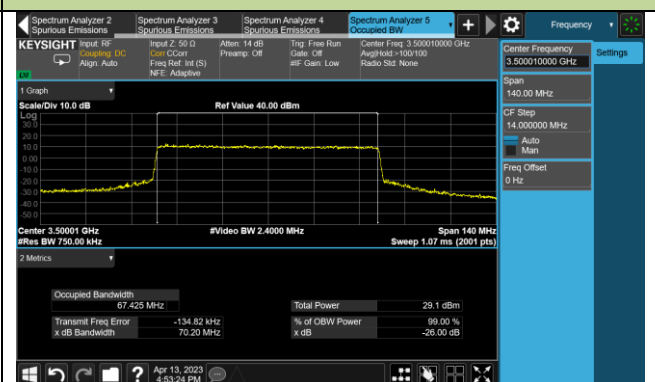 Spectrum Analyzer 2
Spurious Emissions
Spectrum Analyzer 3
Spurious Emissions
Spectrum Analyzer 4
Spurious Emissions
Spectrum Analyzer 5
Occupied BW
Frequency
KEYSIGHT
Input: RF
Coupling: DC
Align: Auto
Input Z: 50 Ω
Corr CCorr
Freq Ref: Int (S)
NFE: Adaptive
Atten: 14 dB
Preamp: Off
Trig: Free Run
Gate: Off
#IF Gain: Low
Center Freq: 3.500010000 GHz
Avg|Hold:>100/100
Radio Std: None
LXI
1 Graph
Scale/Div 10.0 dB
Ref Value 40.00 dBm
Log
30.0
20.0
10.0
0.00
-10.0
-20.0
-30.0
-40.0
-50.0
Center 3.50001 GHz
#Video BW 2.4000 MHz
Span 140 MHz
#Res BW 750.00 kHz
Sweep 1.07 ms (2001 pts)
2 Metrics
Occupied Bandwidth
67.425 MHz
Total Power
29.1 dBm
Transmit Freq Error
-134.82 kHz
% of OBW Power
99.00 %
x dB Bandwidth
70.20 MHz
x dB
-26.00 dB
Center Frequency
3.500010000 GHz
Settings
Span
140.00 MHz
CF Step
14.000000 MHz
Auto
Man
Freq Offset
0 Hz
Apr 13, 2023
4:53:24 PM